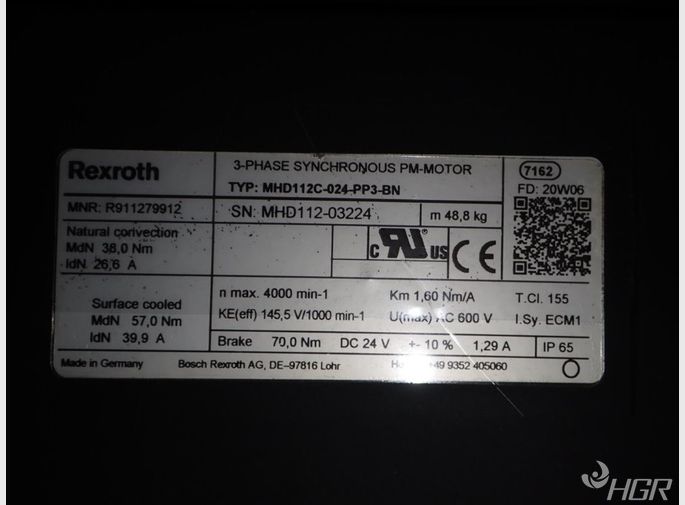 Rexroth
3-PHASE SYNCHRONOUS PM-MOTOR
TYP: MHD112C-024-PP3-BN
7162
FD: 20W06
MNR: R911279912
SN: MHD112-03224
m 48,8 kg
Natural convection
MdN 38,0 Nm
IdN 26,6 A
c RU us CE
Surface cooled
MdN 57,0 Nm
IdN 39,9 A
n max. 4000 min-1 Km 1,60 Nm/A T.Cl. 155
KE(eff) 145,5 V/1000 min-1 U(max) AC 600 V I.Sy. ECM1
Brake 70,0 Nm DC 24 V +- 10 % 1,29 A IP 65
Made in Germany Bosch Rexroth AG, DE-97816 Lohr +49 9352 405060
HGR